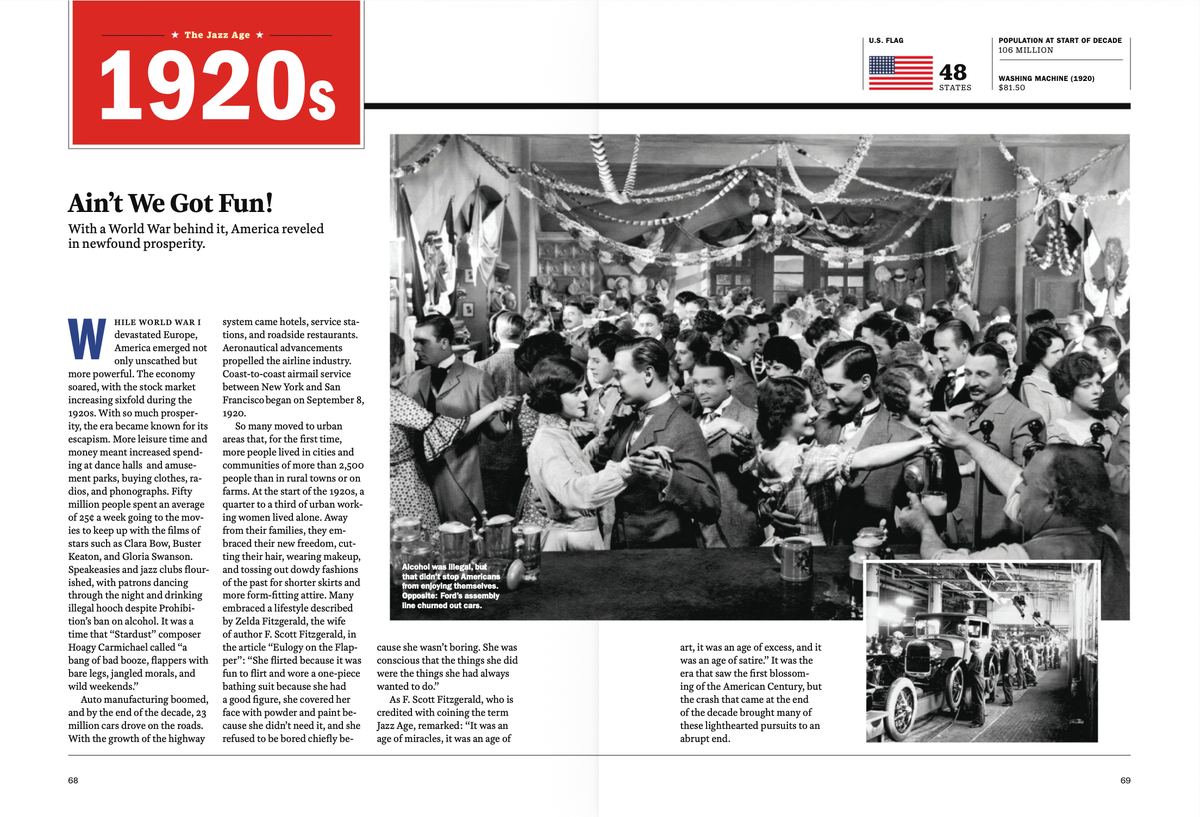 ★ The Jazz Age ★
1920s
U.S. FLAG
48
STATES
POPULATION AT START OF DECADE
106 MILLION
WASHING MACHINE (1920)
$81.50
Ain’t We Got Fun!
With a World War behind it, America reveled
in newfound prosperity.
WHILE WORLD WAR I
devastated Europe,
America emerged not
only unscathed but
more powerful. The economy
soared, with the stock market
increasing sixfold during the
1920s. With so much prosper-
ity, the era became known for its
escapism. More leisure time and
money meant increased spend-
ing at dance halls and amuse-
ment parks, buying clothes, ra-
dios, and phonographs. Fifty
million people spent an average
of 25¢ a week going to the mov-
ies to keep up with the films of
stars such as Clara Bow, Buster
Keaton, and Gloria Swanson.
Speakeasies and jazz clubs flour-
ished, with patrons dancing
through the night and drinking
illegal hooch despite Prohibi-
tion’s ban on alcohol. It was a
time that “Stardust” composer
Hoagy Carmichael called “a
bang of bad booze, flappers with
bare legs, jangled morals, and
wild weekends.”
Auto manufacturing boomed,
and by the end of the decade, 23
million cars drove on the roads.
With the growth of the highway
system came hotels, service sta-
tions, and roadside restaurants.
Aeronautical advancements
propelled the airline industry.
Coast-to-coast airmail service
between New York and San
Francisco began on September 8,
1920.
So many moved to urban
areas that, for the first time,
more people lived in cities and
communities of more than 2,500
people than in rural towns or on
farms. At the start of the 1920s, a
quarter to a third of urban work-
ing women lived alone. Away
from their families, they em-
braced their new freedom, cut-
ting their hair, wearing makeup,
and tossing out dowdy fashions
of the past for shorter skirts and
more form-fitting attire. Many
embraced a lifestyle described
by Zelda Fitzgerald, the wife
of author F. Scott Fitzgerald, in
the article “Eulogy on the Flap-
per”: “She flirted because it was
fun to flirt and wore a one-piece
bathing suit because she had
a good figure, she covered her
face with powder and paint be-
cause she didn’t need it, and she
refused to be bored chiefly be-
cause she wasn’t boring. She was
conscious that the things she did
were the things she had always
wanted to do.”
As F. Scott Fitzgerald, who is
credited with coining the term
Jazz Age, remarked: “It was an
age of miracles, it was an age of
art, it was an age of excess, and it
was an age of satire.” It was the
era that saw the first blossom-
ing of the American Century, but
the crash that came at the end
of the decade brought many of
these lighthearted pursuits to an
abrupt end.
Alcohol was illegal, but
that didn’t stop Americans
from enjoying themselves.
Opposite: Ford’s assembly
line churned out cars.
68
69